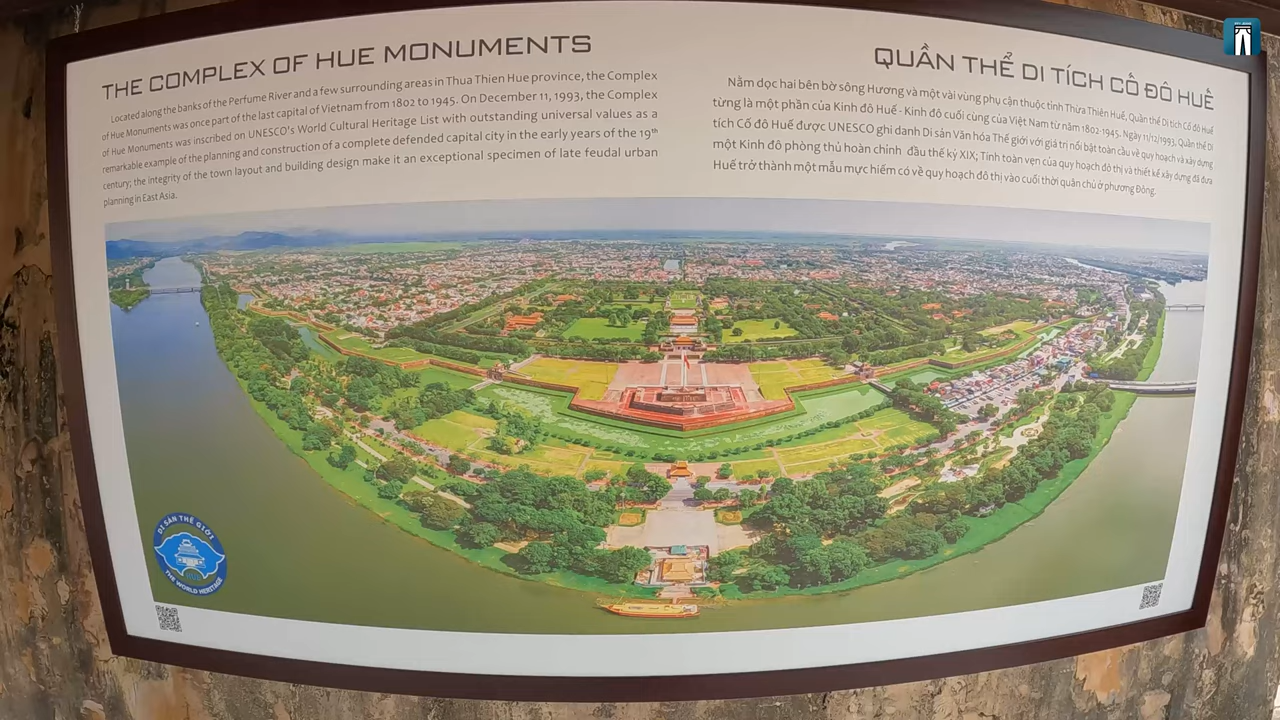 THE COMPLEX OF HUE MONUMENTS
Located along the banks of the Perfume River and a few surrounding areas in Thua Thien Hue province, the Complex
of Hue Monuments was once part of the last capital of Vietnam from 1802 to 1945. On December 11, 1993, the Complex
of Hue Monuments was inscribed on UNESCO's World Cultural Heritage List with outstanding universal values as a
remarkable example of the planning and construction of a complete defended capital city in the early years of the 19th
century; the integrity of the town layout and building design make it an exceptional specimen of late feudal urban
planning in East Asia.
QUẦN THỂ DI TÍCH CỐ ĐÔ HUẾ
Nằm dọc hai bên bờ sông Hương và một vài vùng phụ cận thuộc tỉnh Thừa Thiên Huế, Quần thể Di tích Cố đô Huế
từng là một phần của Kinh đô Huế - Kinh đô cuối cùng của Việt Nam từ năm 1802-1945. Ngày 11/12/1993, Quần thể Di
tích Cố đô Huế được UNESCO ghi danh Di sản Văn hóa Thế giới với giá trị nổi bật toàn cầu về quy hoạch và xây dựng
một Kinh đô phòng thủ hoàn chỉnh đầu thế kỷ XIX; Tính toàn vẹn của quy hoạch đô thị và thiết kế xây dựng đã đưa
Huế trở thành một mẫu mực hiếm có về quy hoạch đô thị vào cuối thời quân chủ ở phương Đông.
DI SẢN THẾ GIỚI
THE WORLD HERITAGE